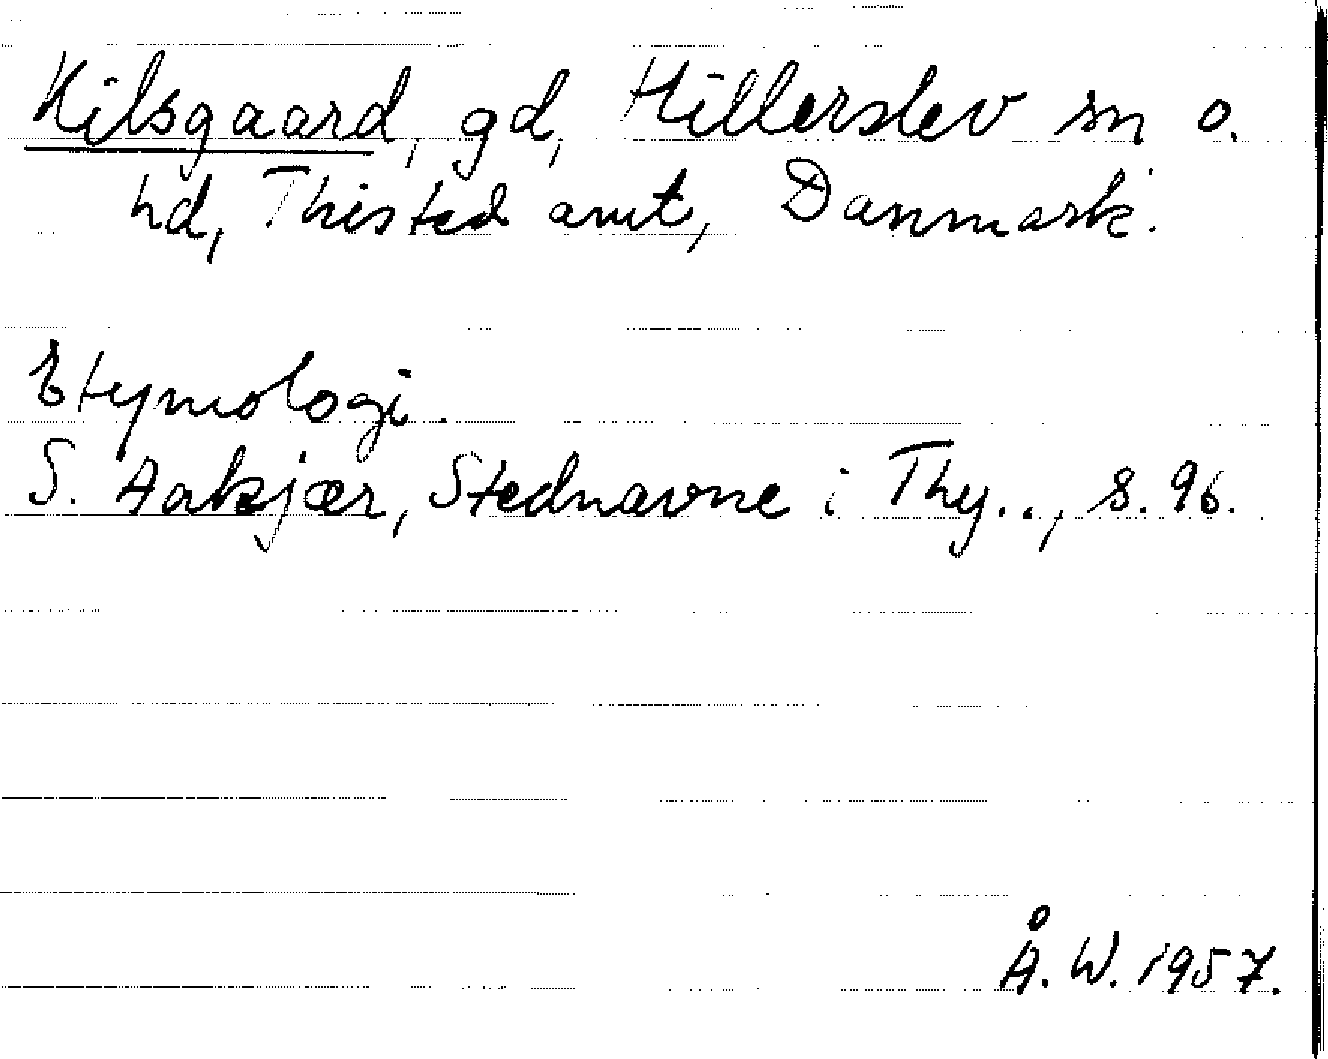 Kilsgaard, gd, Hillerslev sn o.
hd, Thisted amt, Danmark.
Etymologi.
S. Aakjær, Stednavne i Thy.., s. 96.
Å. W. 1957.